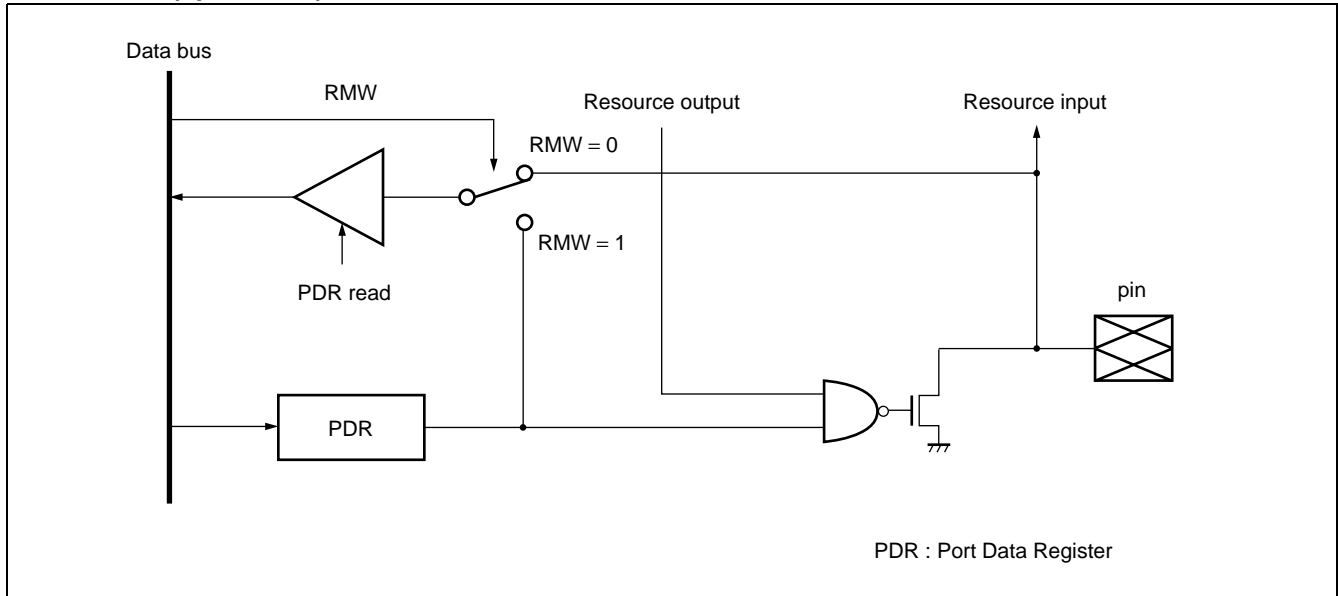 Data bus
RMW
Resource output
Resource input
RMW = 0
RMW = 1
PDR read
pin
PDR
PDR : Port Data Register